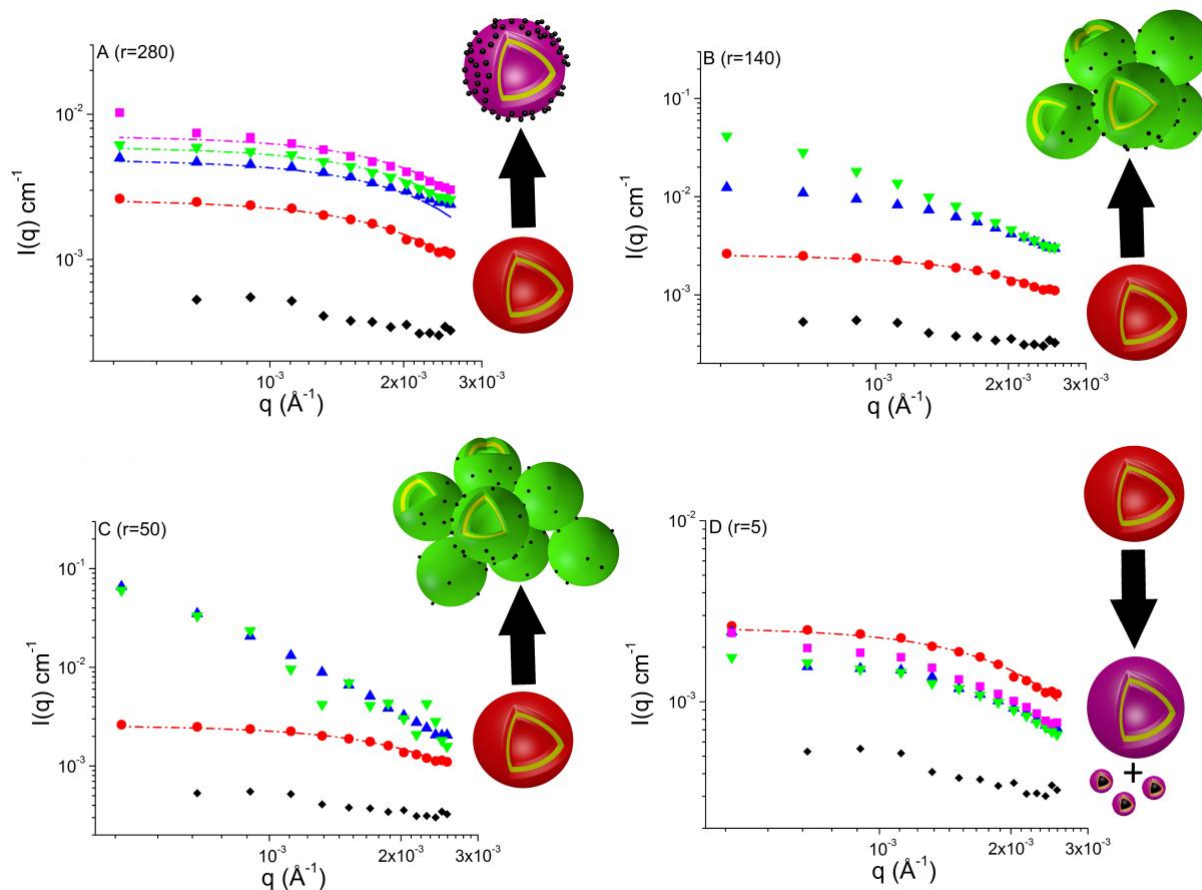 A (r=280)
10⁻²
10⁻³
I(q) cm⁻¹
10⁻³
2x10⁻³
3x10⁻³
q (Å⁻¹)
B (r=140)
10⁻¹
10⁻²
10⁻³
I(q) cm⁻¹
10⁻³
2x10⁻³
3x10⁻³
q (Å⁻¹)
C (r=50)
10⁻¹
10⁻²
10⁻³
I(q) cm⁻¹
10⁻³
2x10⁻³
3x10⁻³
q (Å⁻¹)
D (r=5)
10⁻²
10⁻³
I(q) cm⁻¹
10⁻³
2x10⁻³
3x10⁻³
q (Å⁻¹)
+